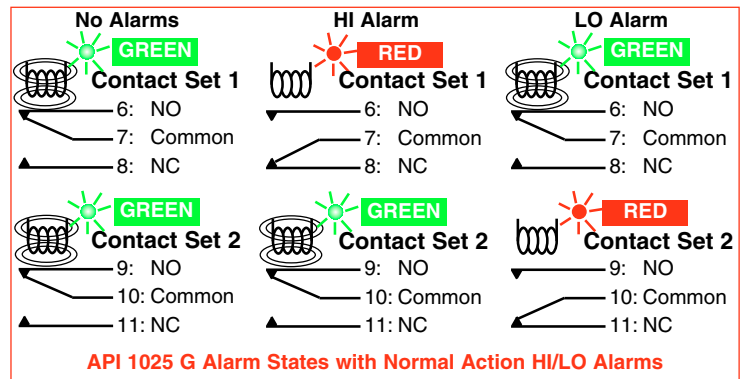 No Alarms HI Alarm LO Alarm
GREEN RED GREEN
Contact Set 1 Contact Set 1 Contact Set 1
6: NO 6: NO 6: NO
7: Common 7: Common 7: Common
8: NC 8: NC 8: NC
GREEN GREEN RED
Contact Set 2 Contact Set 2 Contact Set 2
9: NO 9: NO 9: NO
10: Common 10: Common 10: Common
11: NC 11: NC 11: NC
API 1025 G Alarm States with Normal Action HI/LO Alarms